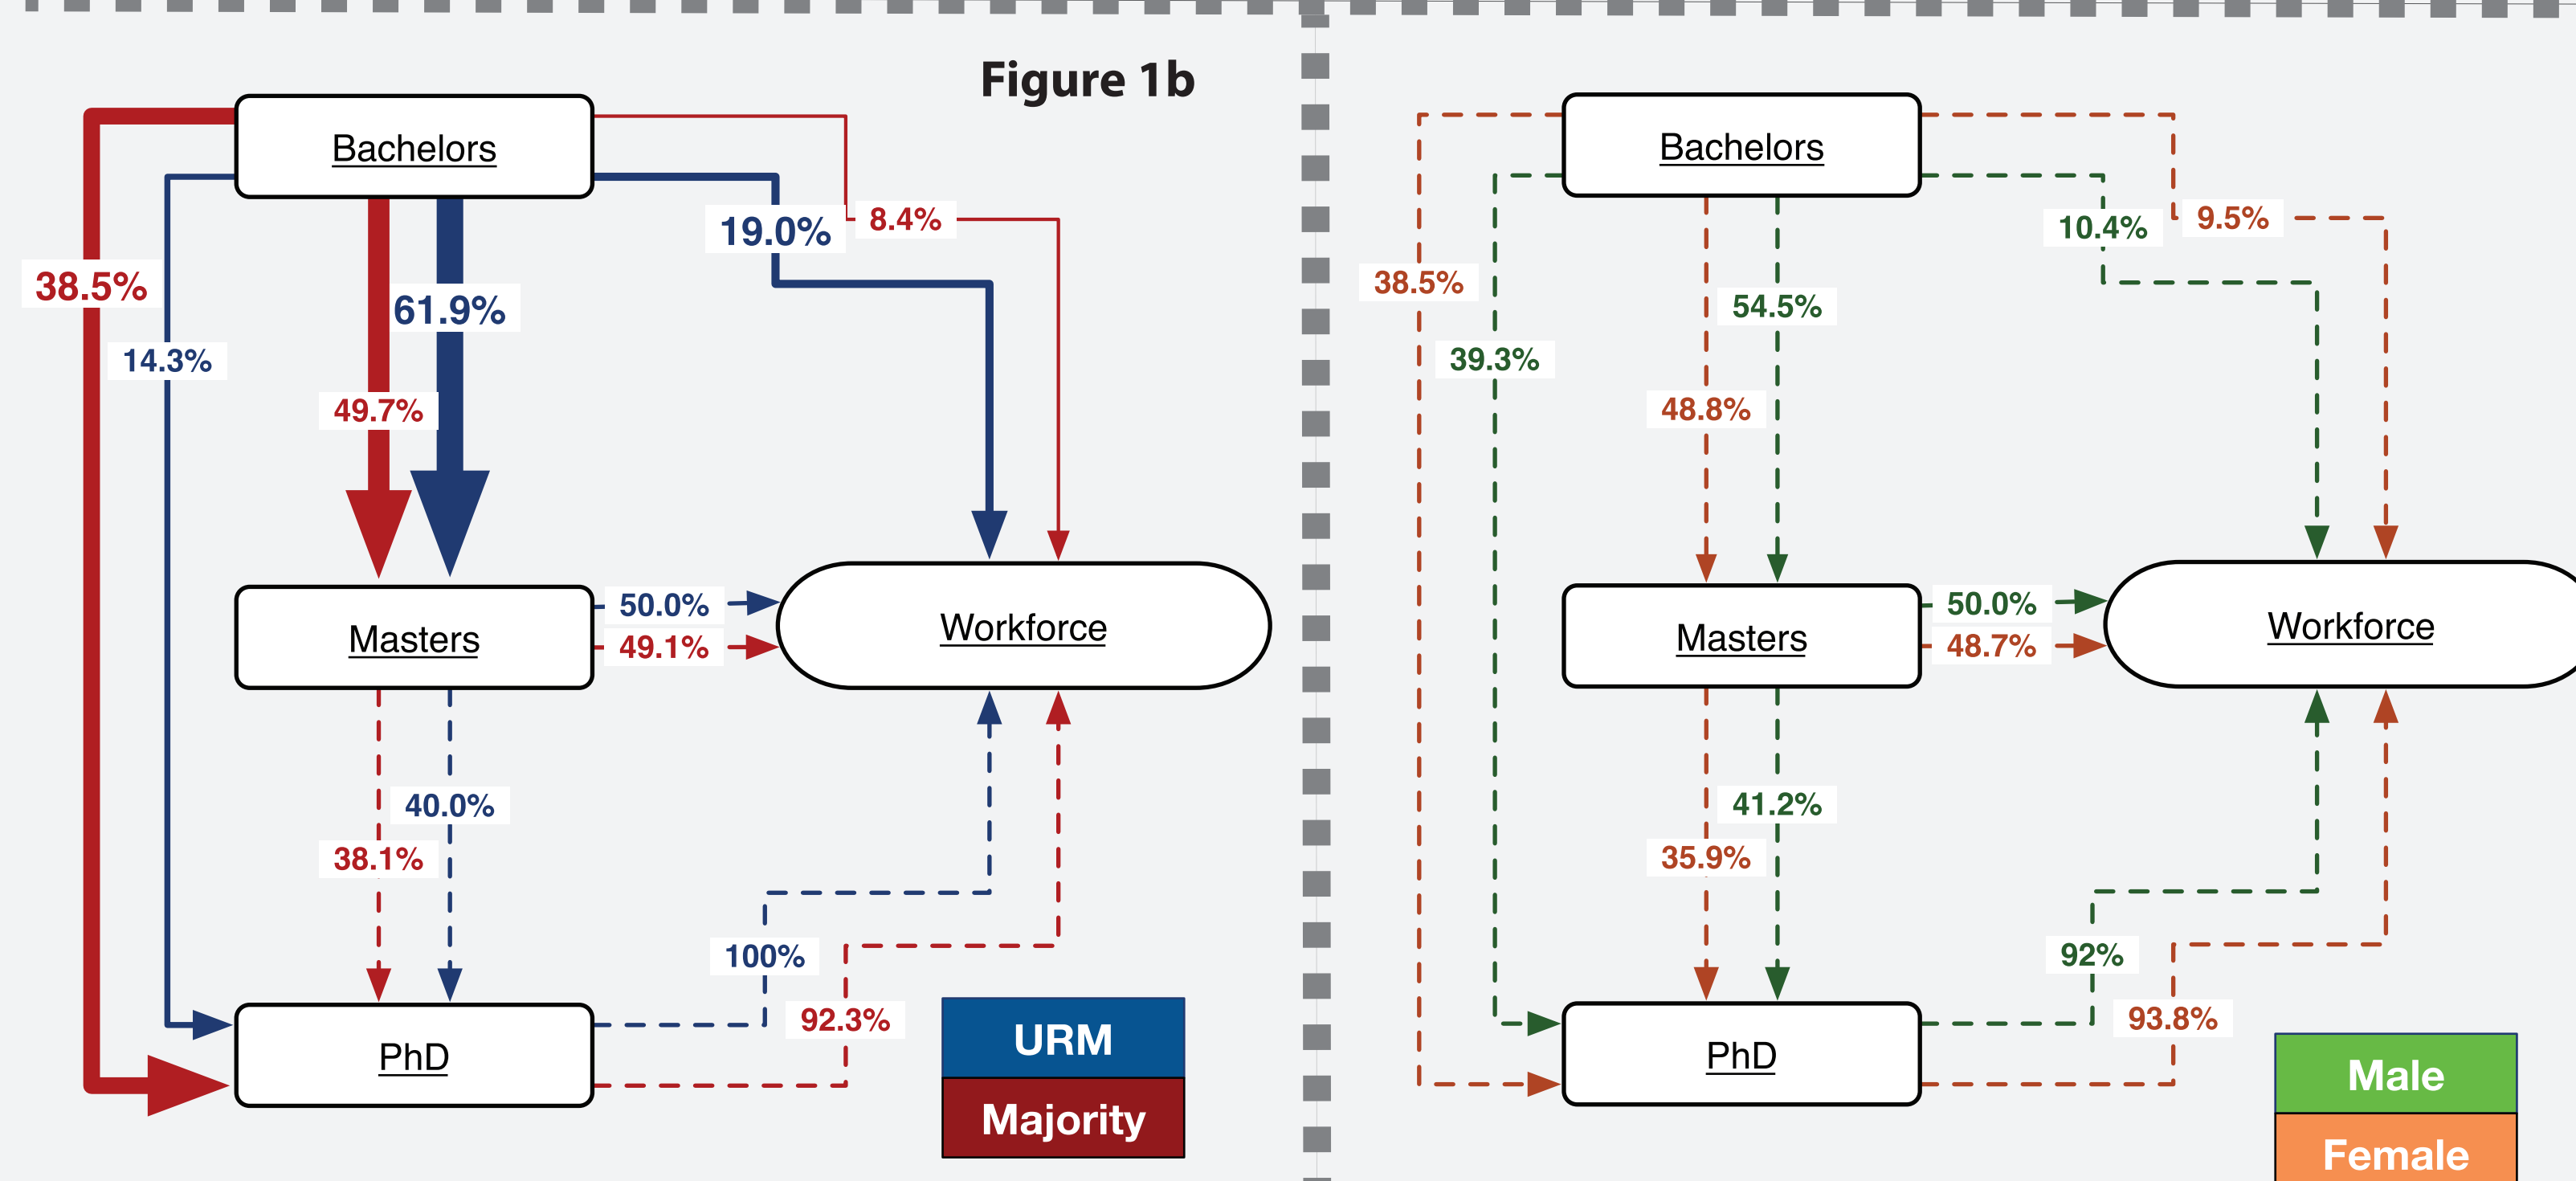 Figure 1b
Bachelors
19.0%
8.4%
38.5%
61.9%
14.3%
49.7%
50.0%
49.1%
Masters
Workforce
40.0%
38.1%
100%
92.3%
PhD
URM
Majority
Bachelors
10.4%
9.5%
38.5%
54.5%
39.3%
48.8%
50.0%
48.7%
Masters
Workforce
41.2%
35.9%
92%
93.8%
PhD
Male
Female